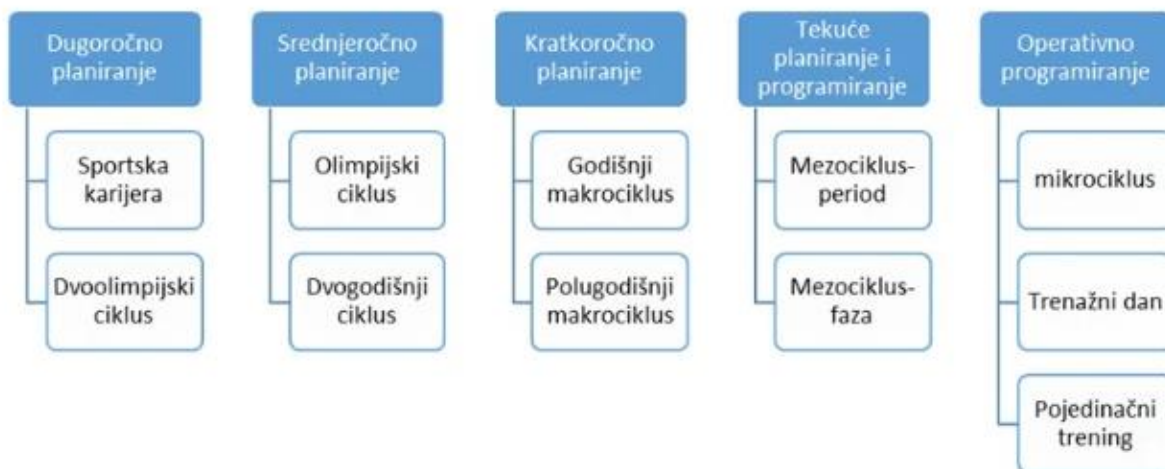 Dugoročno
planiranje
Sportska
karijera
Dvoolimpijski
ciklus
Srednjeročno
planiranje
Olimpijski
ciklus
Dvogodišnji
ciklus
Kratkoročno
planiranje
Godišnji
makrociklus
Polugodišnji
makrociklus
Tekuće
planiranje i
programiranje
Mezociklus-
period
Mezociklus-
faza
Operativno
programiranje
mikrociklus
Trenažni dan
Pojedinačni
trening